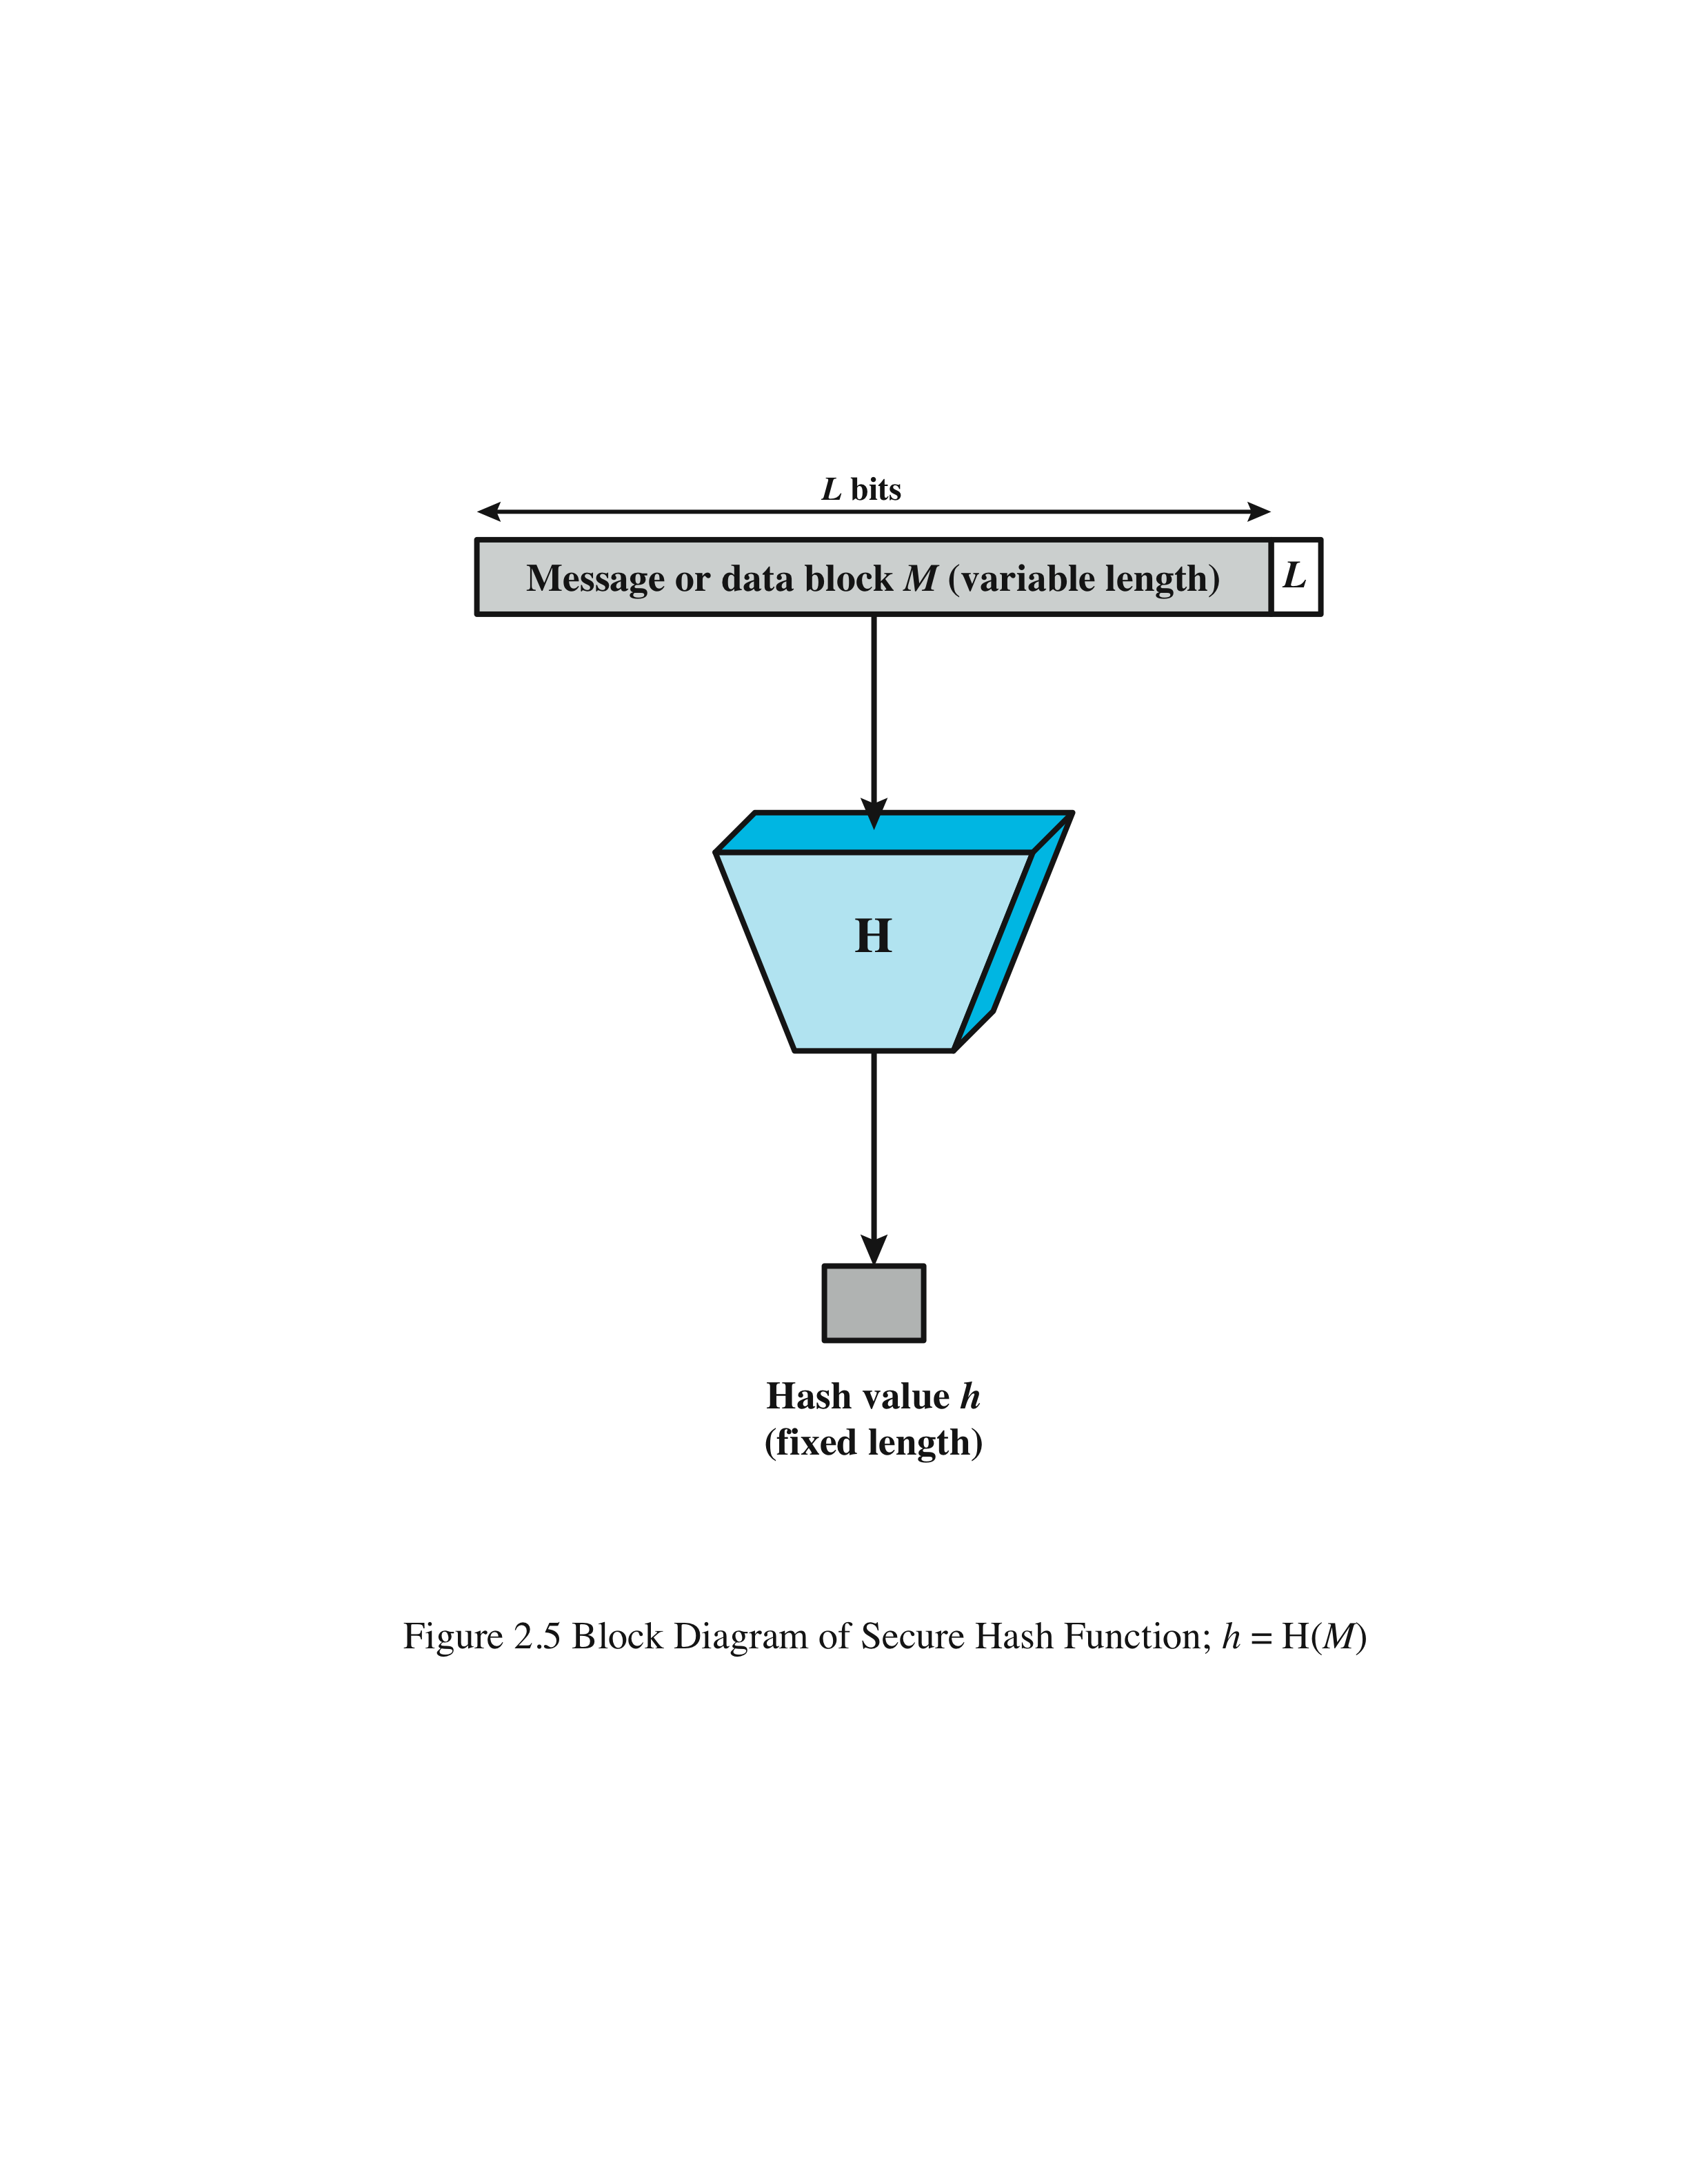 L bits
Message or data block M (variable length) L
H
Hash value h
(fixed length)
Figure 2.5 Block Diagram of Secure Hash Function; h = H(M)